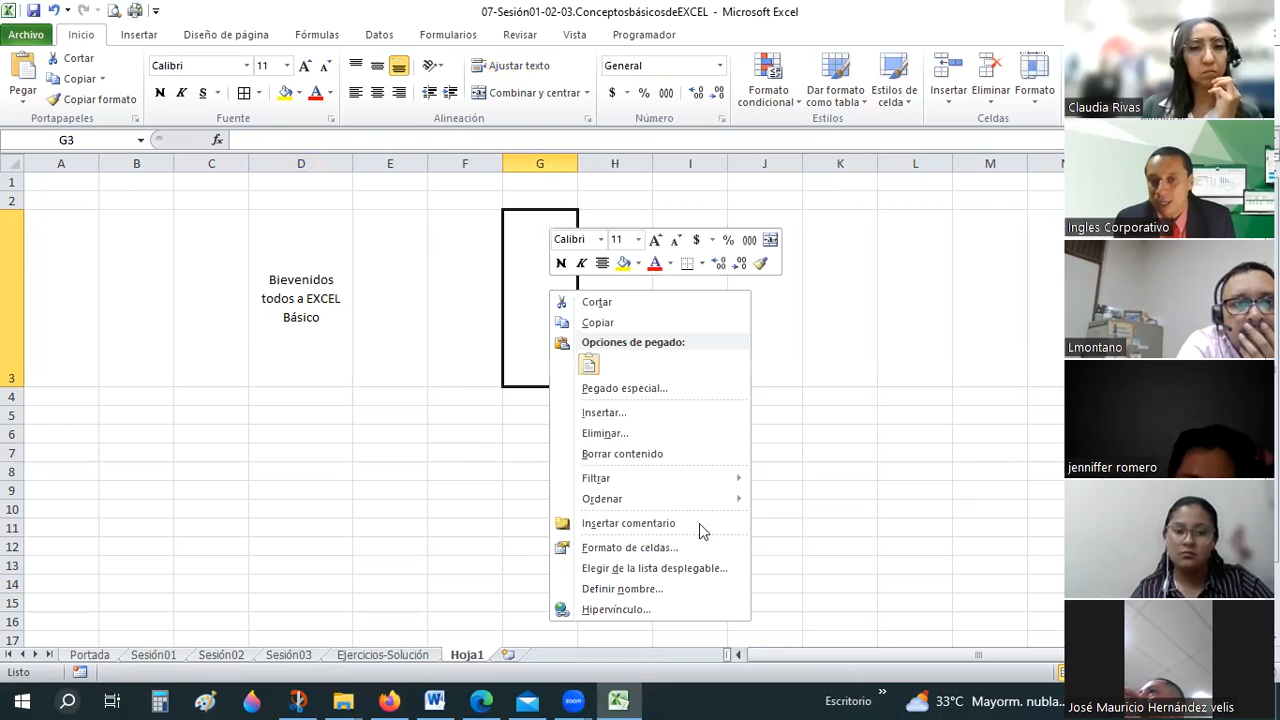 07-Sesión01-02-03.ConceptosbásicosdeEXCEL - Microsoft Excel
Archivo Inicio Insertar Diseño de página Fórmulas Datos Formularios Revisar Vista Programador
Pegar
Cortar
Copiar
Copiar formato
Portapapeles
Calibri 11
N K S
Fuente
Ajustar texto
Combinar y centrar
Alineación
General
$ % 000
Número
Formato condicional
Dar formato como tabla
Estilos de celda
Estilos
Insertar Eliminar Formato
Celdas
G3
fx
A B C D E F G H I J K L M
1
2
3
4
5
6
7
8
9
10
11
12
13
14
15
16
17
Bienvenidos
todos a EXCEL
Básico
Calibri 11 $ % 000
N K
Cortar
Copiar
Opciones de pegado:
Pegado especial...
Insertar...
Eliminar...
Borrar contenido
Filtrar
Ordenar
Insertar comentario
Formato de celdas...
Elegir de la lista desplegable...
Definir nombre...
Hipervínculo...
Portada Sesión01 Sesión02 Sesión03 Ejercicios-Solución Hoja1
Listo
Escritorio
33°C Mayorm. nubla...
Claudia Rivas
Ingles Corporativo
Lmontano
jenniffer romero
José Mauricio Hernández velis